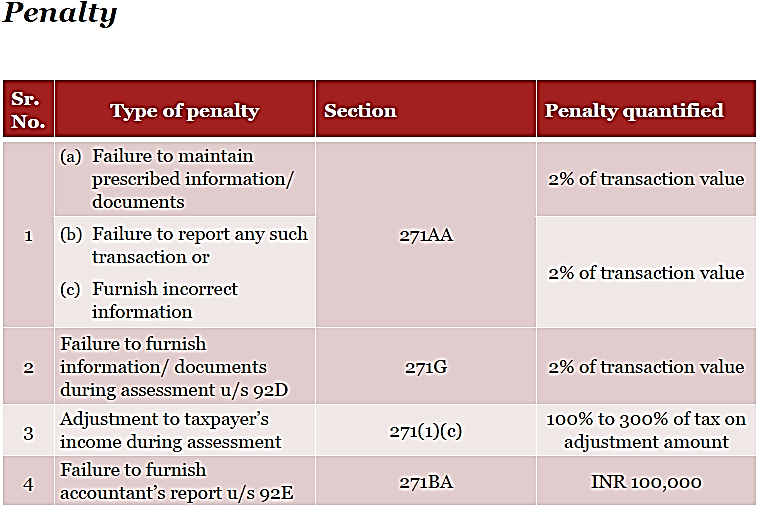 Penalty
Sr.
No.
Type of penalty
Section
Penalty quantified
1
(a) Failure to maintain
prescribed information/
documents
271AA
2% of transaction value
(b) Failure to report any such
transaction or
(c) Furnish incorrect
information
2% of transaction value
2
Failure to furnish
information/ documents
during assessment u/s 92D
271G
2% of transaction value
3
Adjustment to taxpayer’s
income during assessment
271(1)(c)
100% to 300% of tax on
adjustment amount
4
Failure to furnish
accountant’s report u/s 92E
271BA
INR 100,000